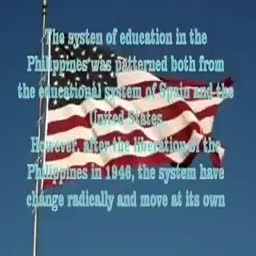 The systen of education in the
Philippines was patterned both from
the educational system of Spain and the
United States.
However, after the liberation of the
Philippines in 1946, the system have
change radically and move at its own